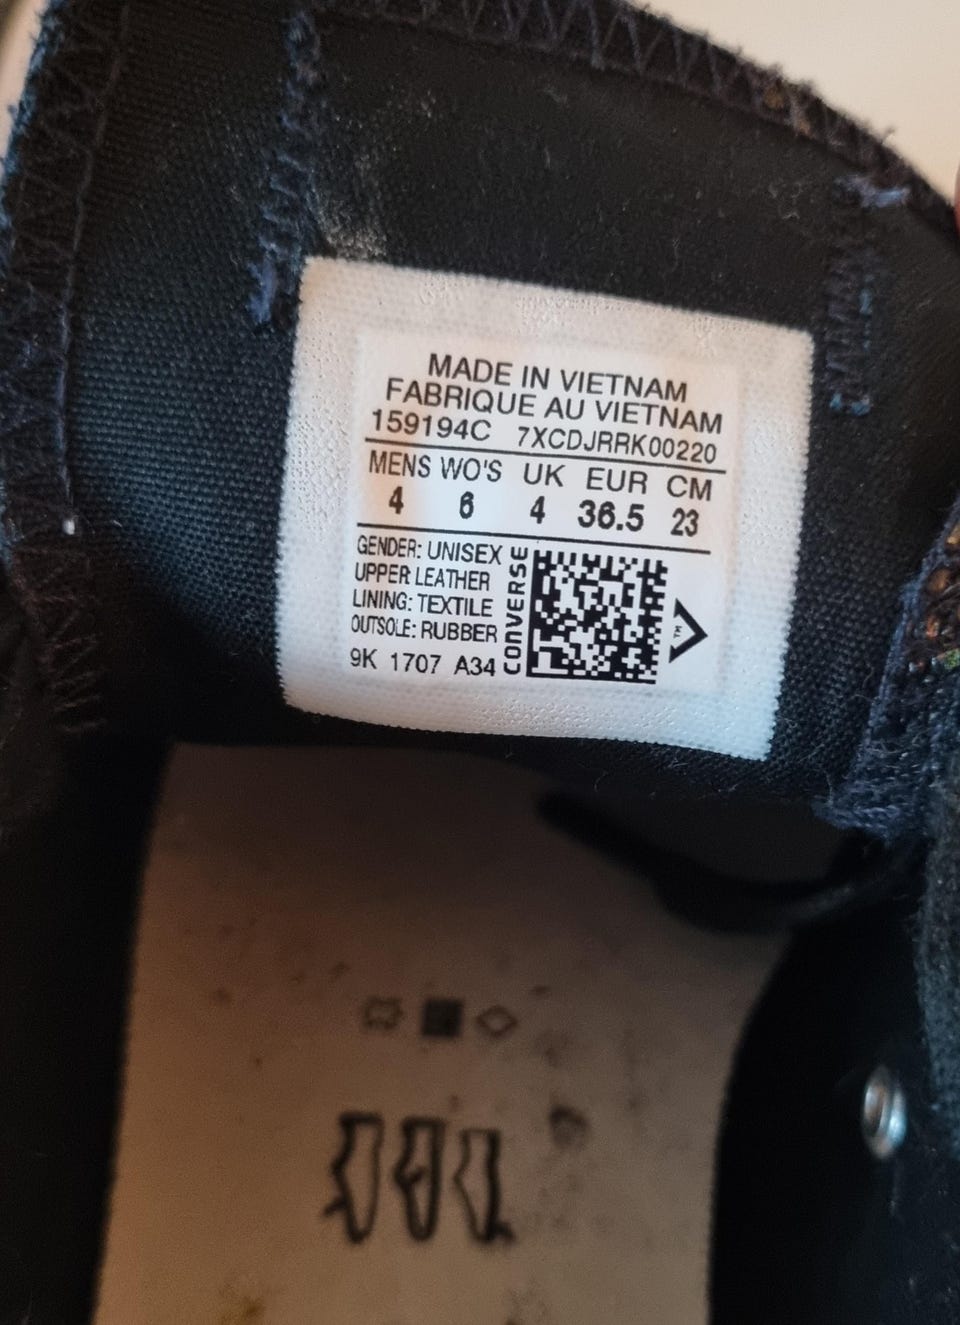 MADE IN VIETNAM
FABRIQUE AU VIETNAM
159194C 7XCDJRRK00220
MENS WO'S UK EUR CM
4 6 4 36.5 23
GENDER: UNISEX
UPPER: LEATHER
LINING: TEXTILE
OUTSOLE: RUBBER
9K 1707 A34
CONVERSE
TM